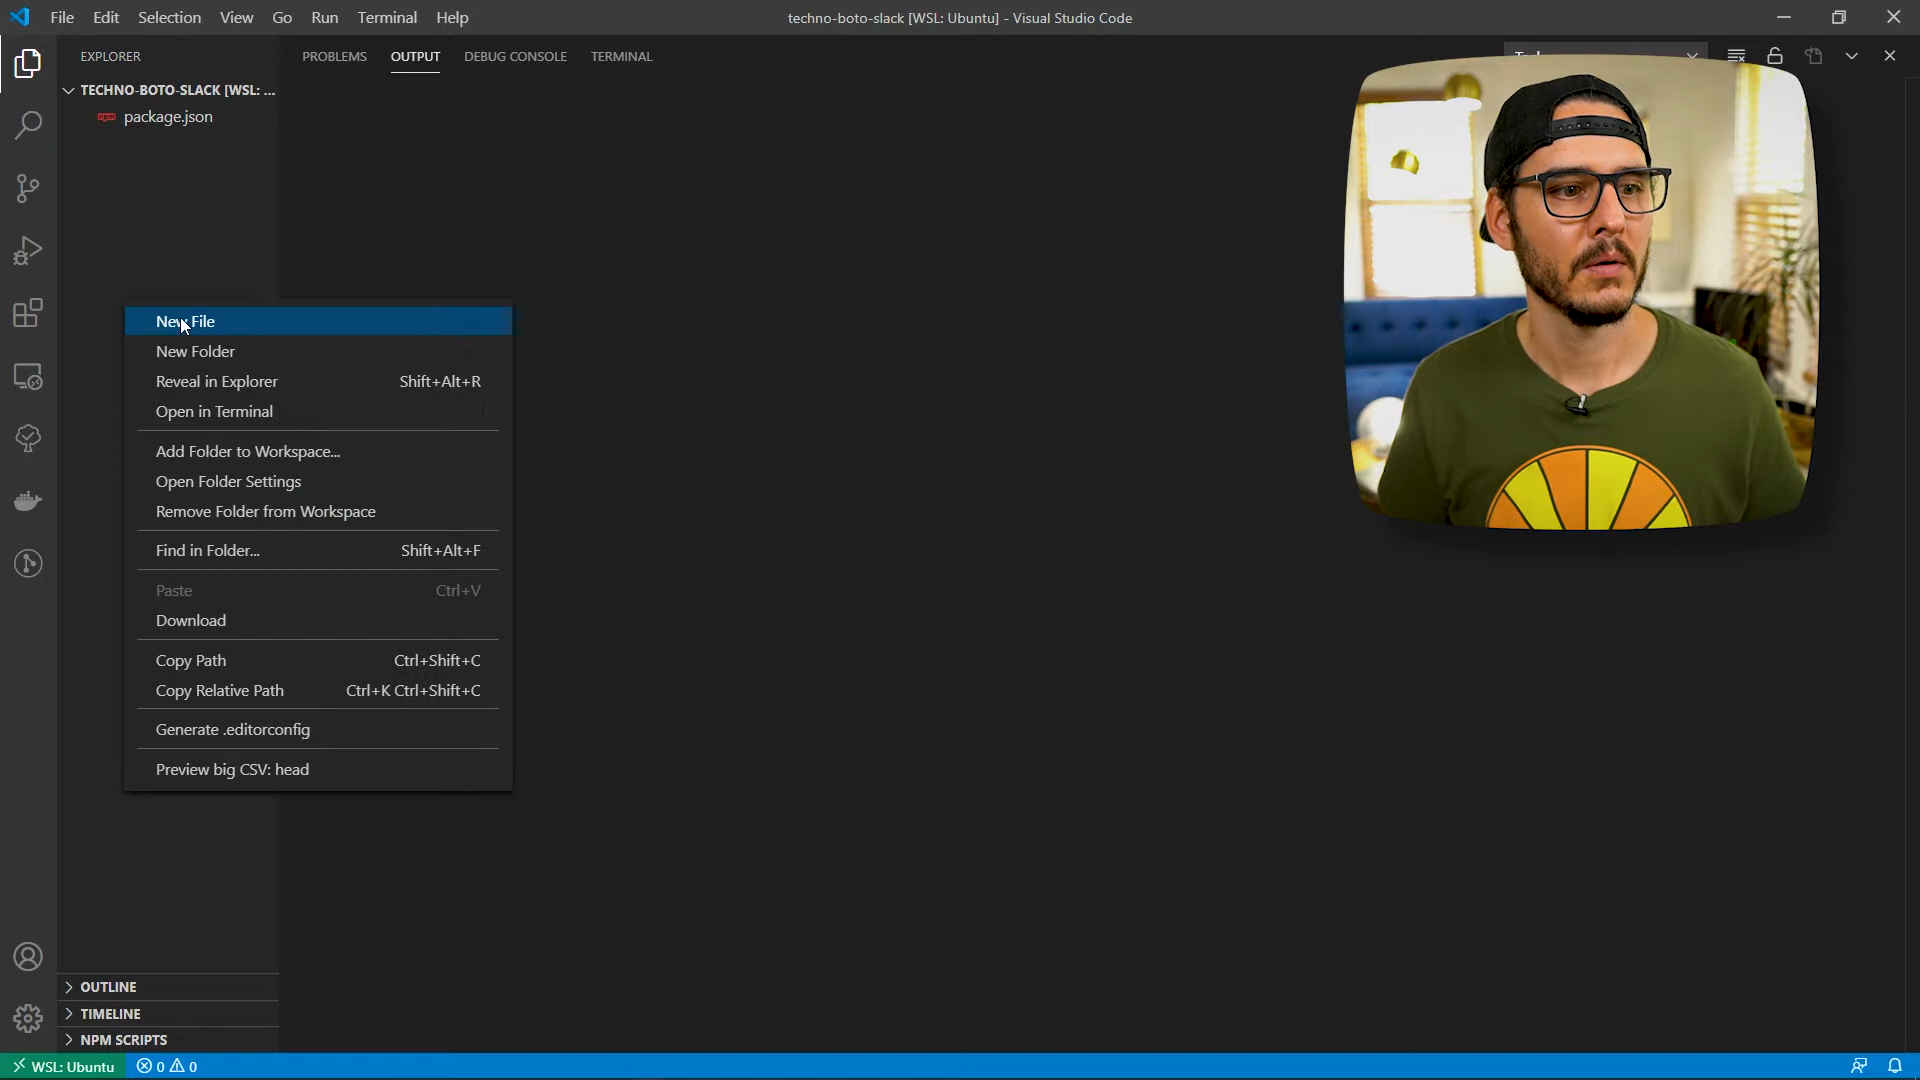 File Edit Selection View Go Run Terminal Help
techno-boto-slack [WSL: Ubuntu] - Visual Studio Code
EXPLORER
PROBLEMS OUTPUT DEBUG CONSOLE TERMINAL
TECHNO-BOTO-SLACK [WSL: ...
package.json
New File
New Folder
Reveal in Explorer Shift+Alt+R
Open in Terminal
Add Folder to Workspace...
Open Folder Settings
Remove Folder from Workspace
Find in Folder... Shift+Alt+F
Paste Ctrl+V
Download
Copy Path Ctrl+Shift+C
Copy Relative Path Ctrl+K Ctrl+Shift+C
Generate .editorconfig
Preview big CSV: head
OUTLINE
TIMELINE
NPM SCRIPTS
WSL: Ubuntu 0 0